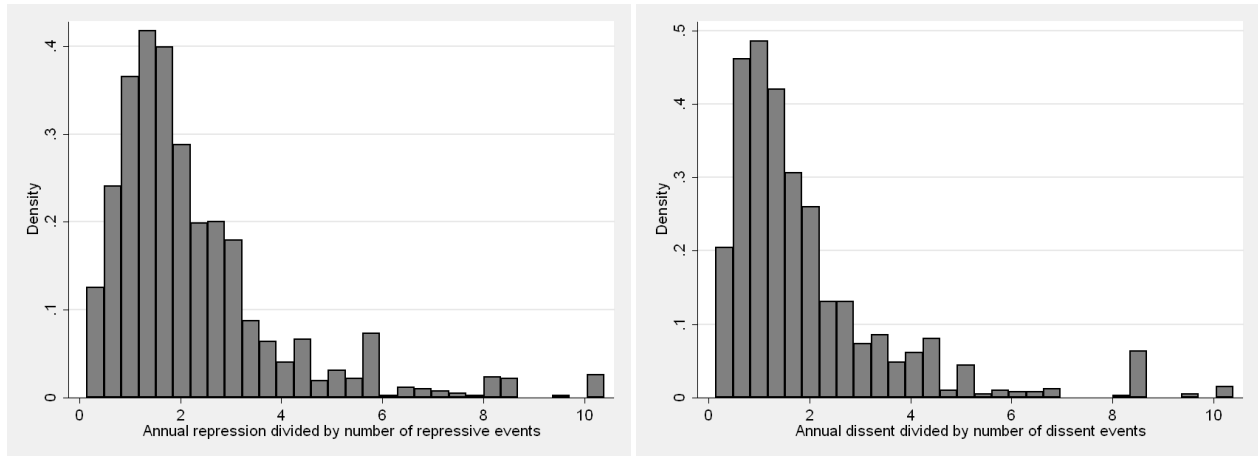 .4
.3
.2
.1
0
Density
0 2 4 6 8 10
Annual repression divided by number of repressive events
.5
.4
.3
.2
.1
0
Density
0 2 4 6 8 10
Annual dissent divided by number of dissent events